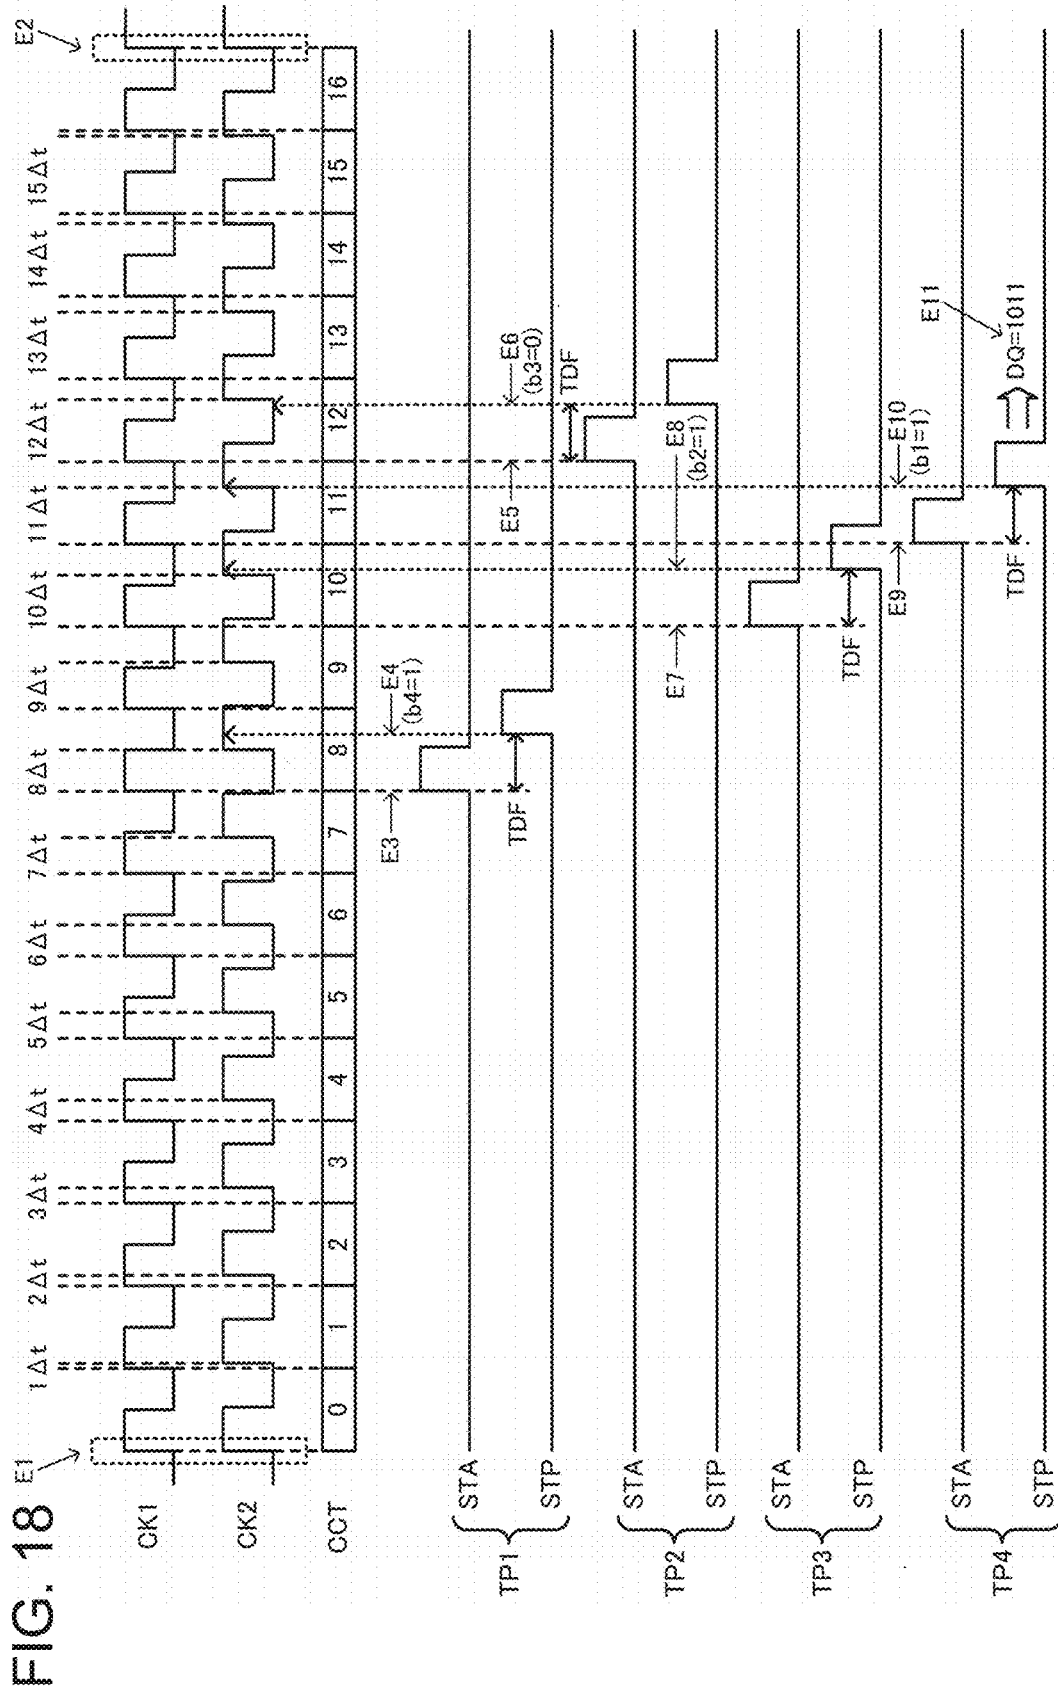 FIG. 18
E1
E2
1Δt 2Δt 3Δt 4Δt 5Δt 6Δt 7Δt 8Δt 9Δt 10Δt 11Δt 12Δt 13Δt 14Δt 15Δt
CK1
CK2
CCT 0 1 2 3 4 5 6 7 8 9 10 11 12 13 14 15 16
E3
E4
(b4=1)
TP1
STA
STP
TDF
E5
E6
(b3=0)
TDF
TP2
STA
STP
E7
E8
(b2=1)
TP3
STA
STP
TDF
E9
E10
(b1=1)
E11
TP4
STA
STP
TDF
DQ=1011